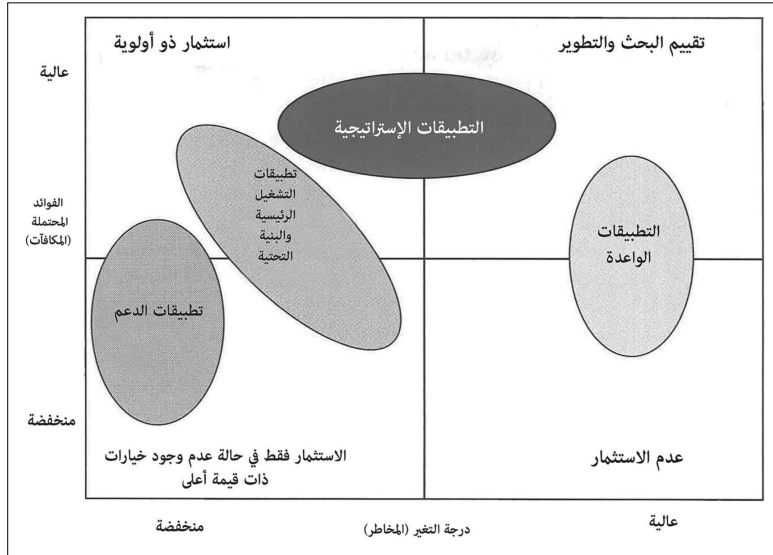 تقييم البحث والتطوير
استثمار ذو أولوية
عالية
التطبيقات الإستراتيجية
تطبيقات
التشغيل
الرئيسية
والبنية
التحتية
الفوائد
المحتملة
(المكافآت)
التطبيقات
الواعدة
تطبيقات الدعم
منخفضة
عدم الاستثمار
الاستثمار فقط في حالة عدم وجود خيارات
ذات قيمة أعلى
عالية
درجة التغير (المخاطر)
منخفضة